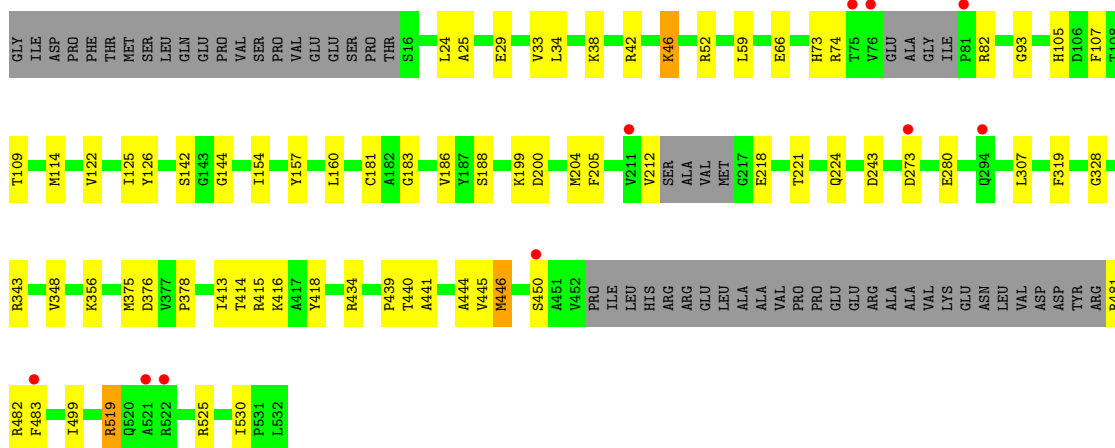 GLY ILE ASP PRO PHE THR MET SER LEU GLN GLU PRO VAL SER PRO VAL GLU GLU SER PRO THR S16 L24 A25 E29 V33 L34 K38 R42 K46 R52 L59 E66 H73 R74 T75 V76 GLU ALA GLY ILE P81 R82 G93 H105 D106 F107 T108
T109 M114 V122 I125 Y126 S142 G143 G144 I154 Y157 L160 C181 A182 G183 V186 Y187 S188 K199 D200 M204 F205 V211 V212 SER ALA VAL MET G217 E218 T221 Q224 D243 D273 E280 Q294 L307 F319 G328
R343 V348 K356 M375 D376 V377 P378 I413 T414 R415 K416 A417 Y418 R434 P439 T440 A441 A444 V445 M446 S450 A451 V452 PRO ILE LEU HIS ARG ARG GLU LEU ALA ALA VAL PRO PRO GLU GLU ARG ALA ALA VAL LYS GLU ASN LEU VAL ASP ASP TYR ARG R481
R482 F483 I499 R519 Q520 A521 R522 R525 I530 P531 L532